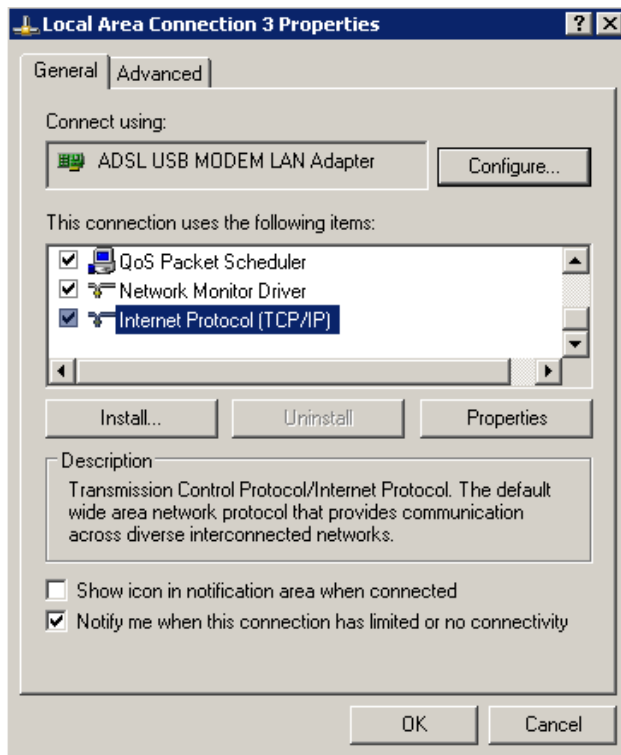 Local Area Connection 3 Properties
General
Advanced
Connect using:
ADSL USB MODEM LAN Adapter
Configure...
This connection uses the following items:
QoS Packet Scheduler
Network Monitor Driver
Internet Protocol (TCP/IP)
Install...
Uninstall
Properties
Description
Transmission Control Protocol/Internet Protocol. The default
wide area network protocol that provides communication
across diverse interconnected networks.
Show icon in notification area when connected
Notify me when this connection has limited or no connectivity
OK
Cancel